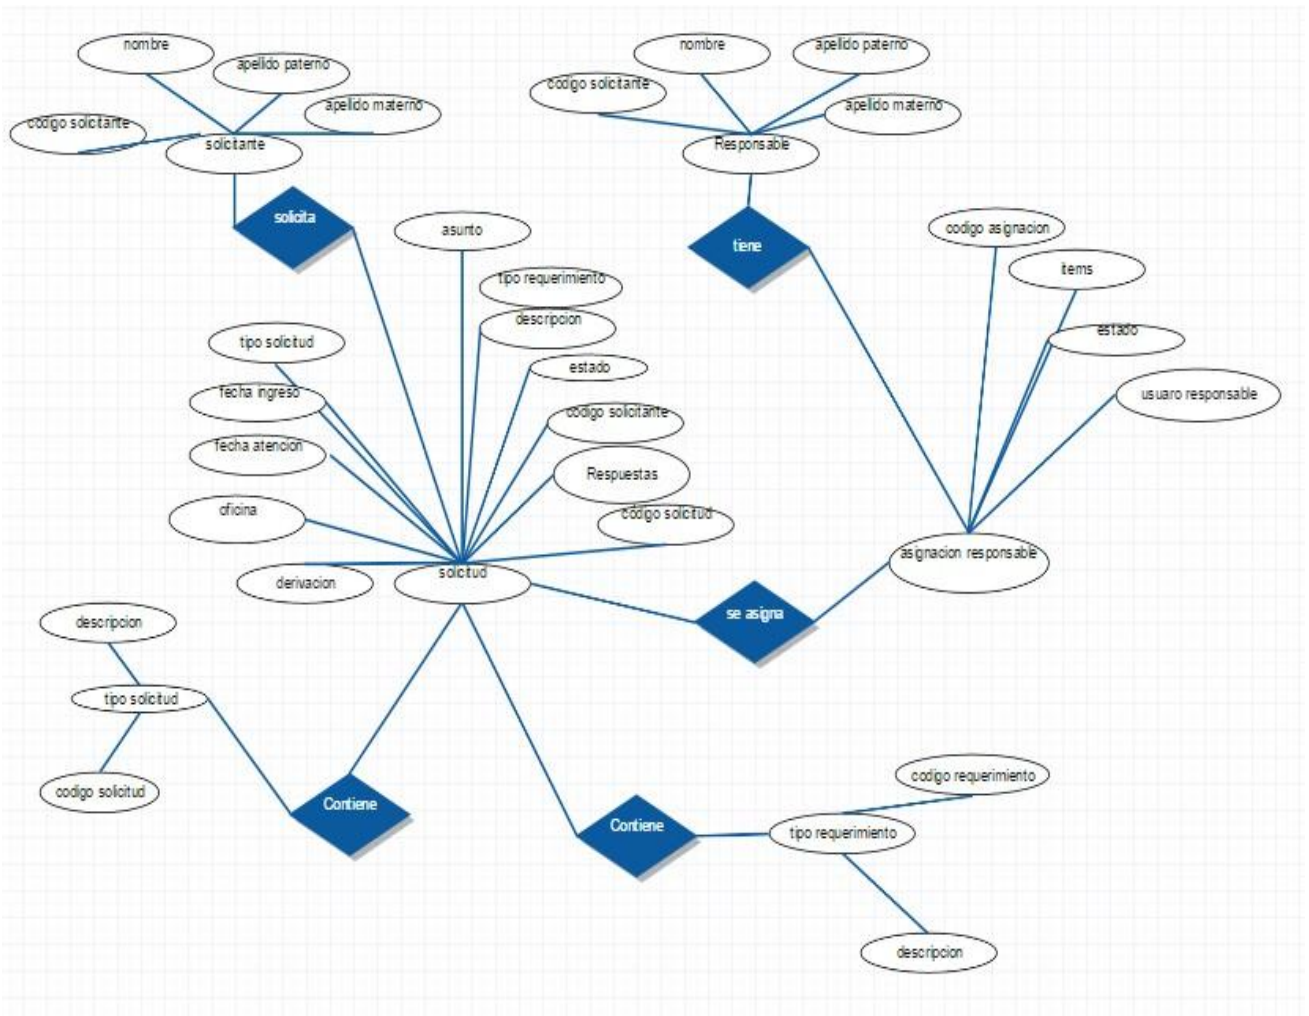 nombre
apellido paterno
apellido materno
codigo solicitante
solicitante
nombre
apellido paterno
codigo solicitante
apellido materno
Responsable
solicita
tiene
asunto
codigo asignacion
items
tipo requerimiento
descripcion
estado
tipo solicitud
estado
fecha ingreso
codigo solicitante
usuaro responsable
fecha atencion
Respuestas
oficina
codigo solicitud
asignacion responsable
derivacion
solicitud
se asigna
descripcion
tipo solicitud
codigo solicitud
Contiene
Contiene
codigo requerimiento
tipo requerimiento
descripcion